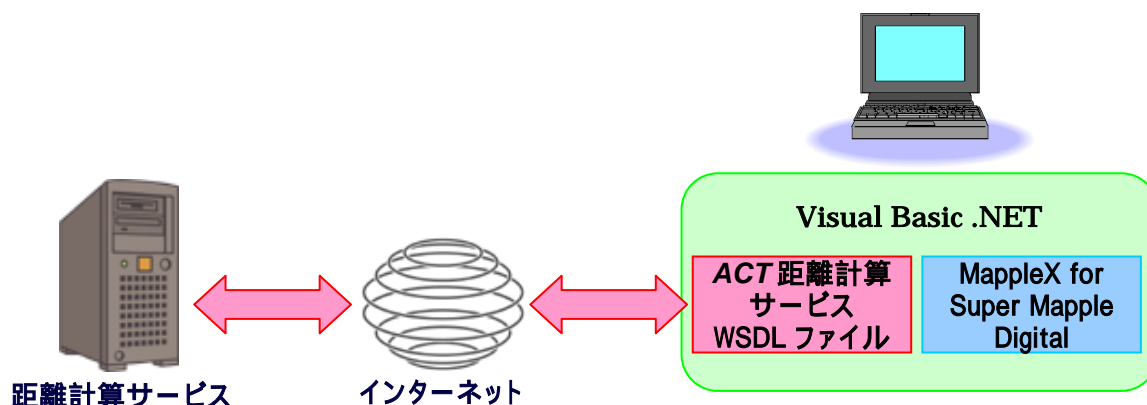 Visual Basic .NET
ACT 距離計算
サービス
WSDL ファイル
MappleX for
Super Mapple
Digital
距離計算サービス
インターネット